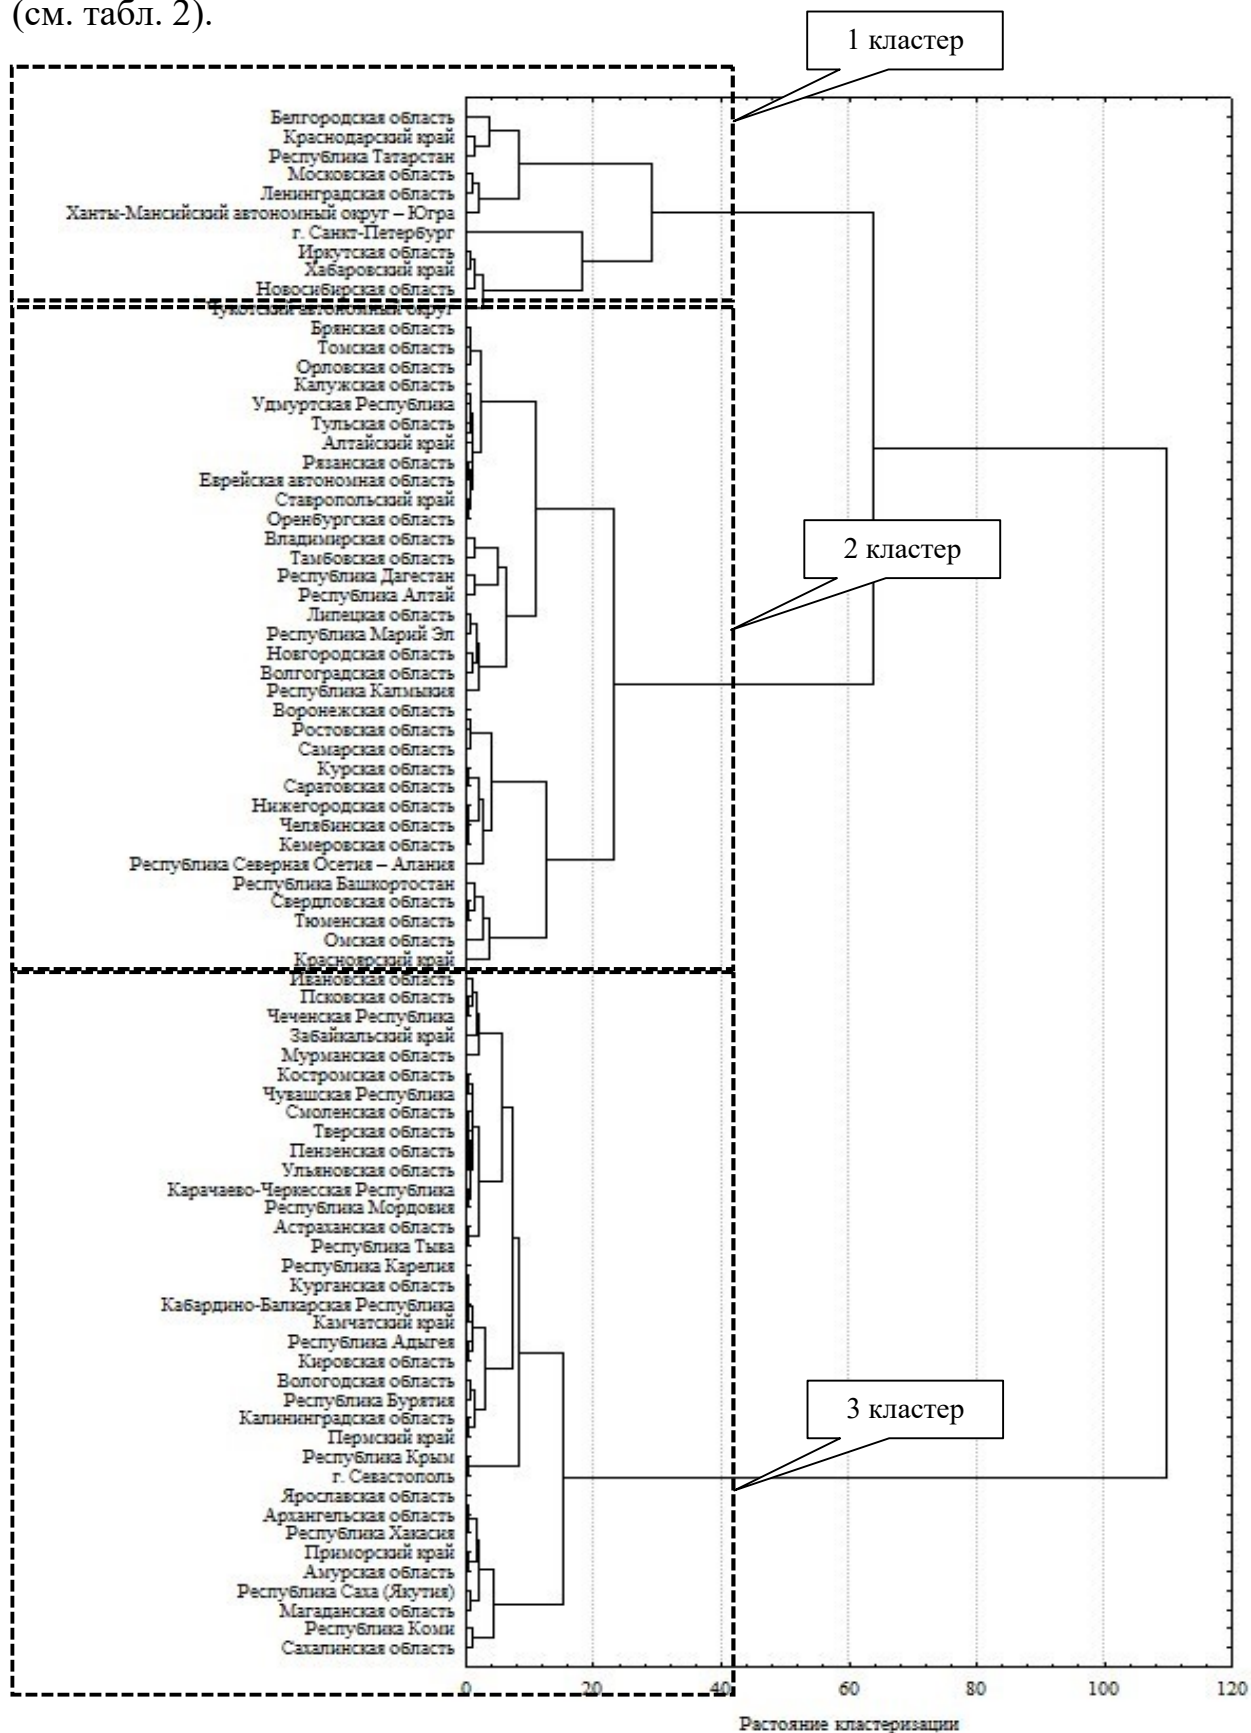 (см. табл. 2).
1 кластер
Белгородская область
Краснодарский край
Республика Татарстан
Московская область
Ленинградская область
Ханты-Мансийский автономный округ – Югра
г. Санкт-Петербург
Иркутская область
Хабаровский край
Новосибирская область
Чукотский автономный округ
Брянская область
Томская область
Орловская область
Калужская область
Удмуртская Республика
Тульская область
Алтайский край
Рязанская область
Еврейская автономная область
Ставропольский край
Оренбургская область
Владимирская область
2 кластер
Тамбовская область
Республика Дагестан
Республика Алтай
Липецкая область
Республика Марий Эл
Новгородская область
Волгоградская область
Республика Калмыкия
Воронежская область
Ростовская область
Самарская область
Курская область
Саратовская область
Нижегородская область
Челябинская область
Кемеровская область
Республика Северная Осетия – Алания
Республика Башкортостан
Свердловская область
Тюменская область
Омская область
Красноярский край
Ивановская область
Псковская область
Чеченская Республика
Забайкальский край
Мурманская область
Костромская область
Чувашская Республика
Смоленская область
Тверская область
Пензенская область
Ульяновская область
Карачаево-Черкесская Республика
Республика Мордовия
Астраханская область
Республика Тыва
Республика Карелия
Курганская область
Кабардино-Балкарская Республика
Камчатский край
Республика Адыгея
Кировская область
Вологодская область
Республика Бурятия
3 кластер
Калининградская область
Пермский край
Республика Крым
г. Севастополь
Ярославская область
Архангельская область
Республика Хакасия
Приморский край
Амурская область
Республика Саха (Якутия)
Магаданская область
Республика Коми
Сахалинская область
0 20 40 60 80 100 120
Растояние кластеризации